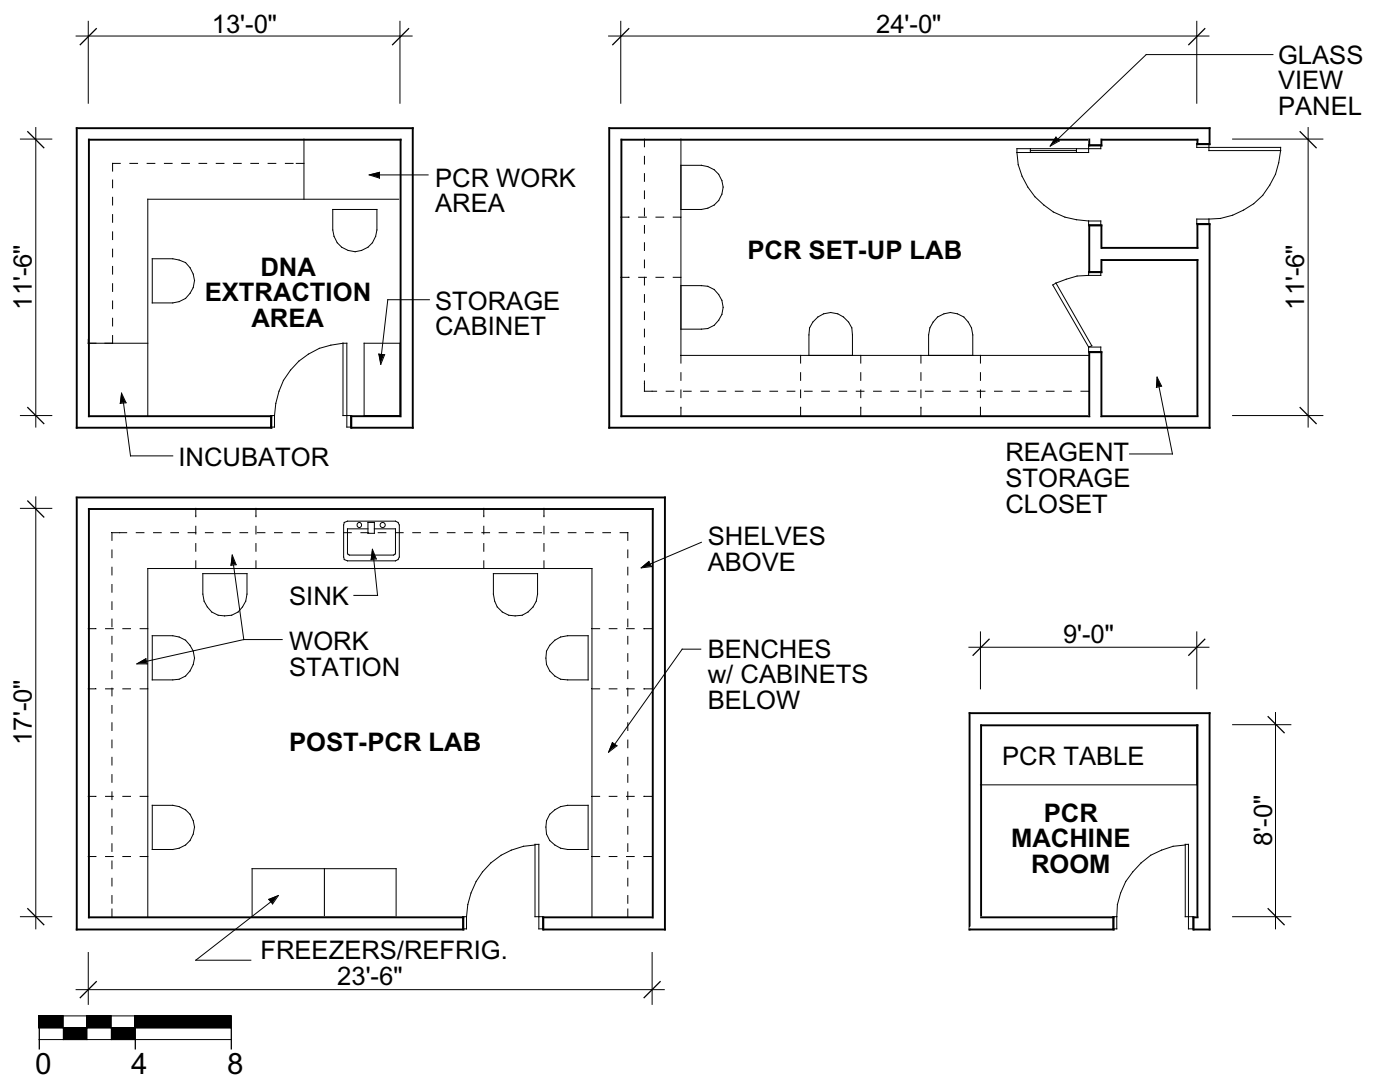 13'-0"
24'-0"
GLASS
VIEW
PANEL
11'-6"
PCR WORK
AREA
DNA
EXTRACTION
AREA
STORAGE
CABINET
INCUBATOR
PCR SET-UP LAB
11'-6"
REAGENT
STORAGE
CLOSET
17'-0"
SINK
WORK
STATION
SHELVES
ABOVE
BENCHES
w/ CABINETS
BELOW
POST-PCR LAB
FREEZERS/REFRIG.
23'-6"
9'-0"
PCR TABLE
PCR
MACHINE
ROOM
8'-0"
0 4 8